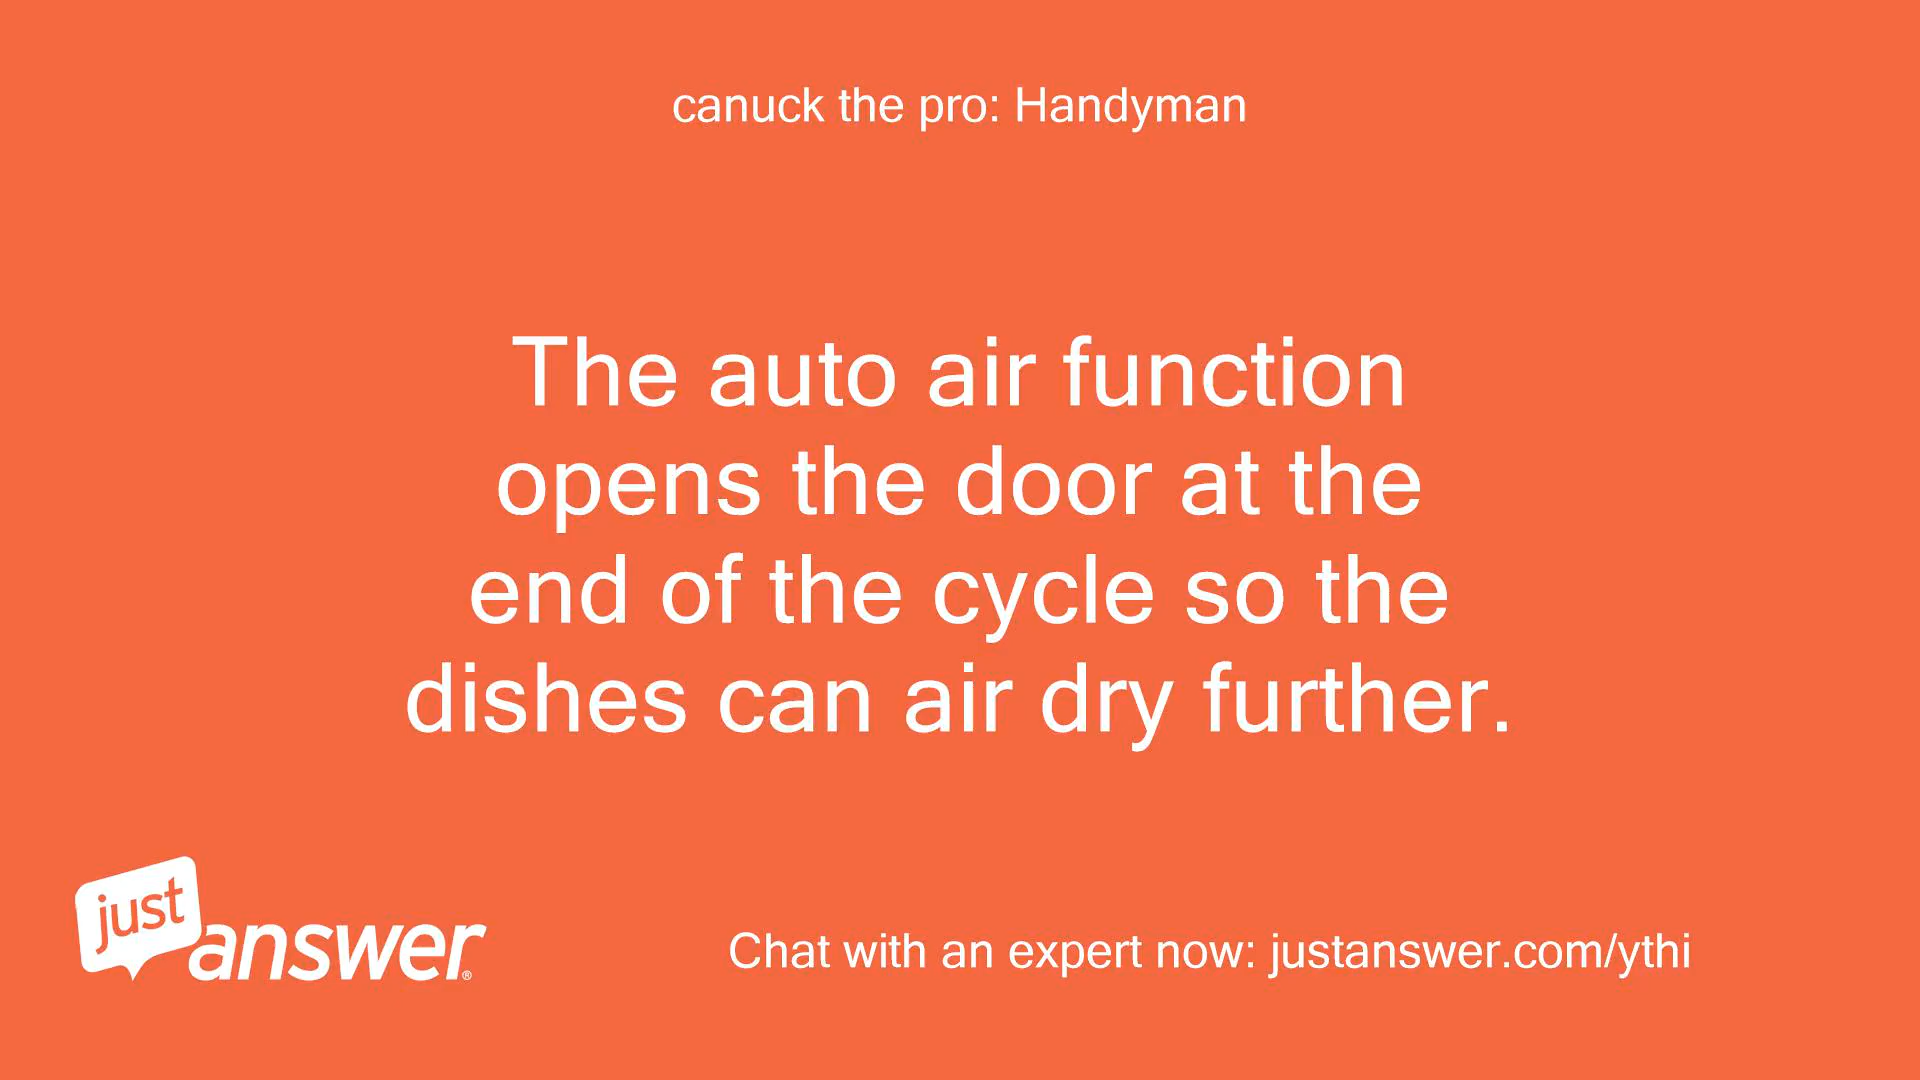 canuck the pro: Handyman
The auto air function
opens the door at the
end of the cycle so the
dishes can air dry further.
just
answer®
Chat with an expert now: justanswer.com/ythi